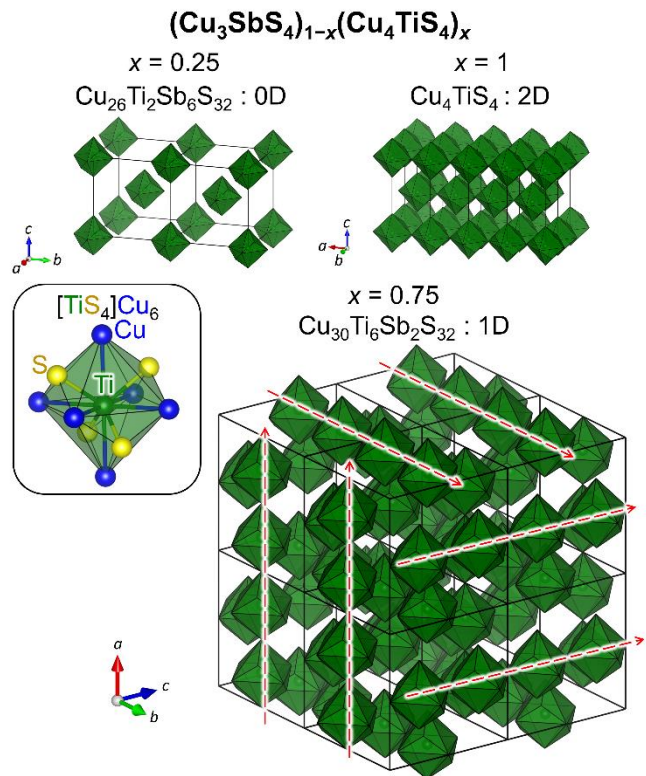 (Cu₃SbS₄)₁₋ₓ(Cu₄TiS₄)ₓ
x = 0.25
Cu₂₆Ti₂Sb₆S₃₂ : 0D
x = 1
Cu₄TiS₄ : 2D
c
a
b
c
a
b
[TiS₄]Cu₆
Cu
S
Ti
x = 0.75
Cu₃₀Ti₆Sb₂S₃₂ : 1D
a
c
b